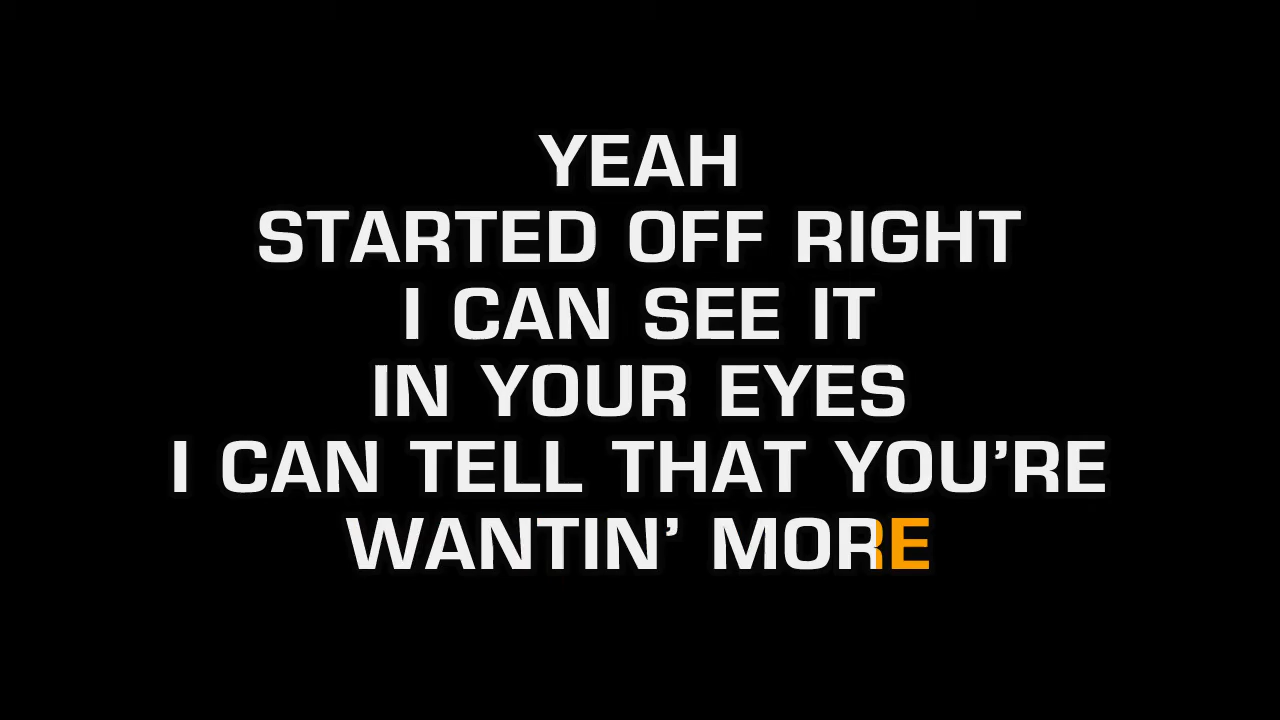 YEAH
STARTED OFF RIGHT
I CAN SEE IT
IN YOUR EYES
I CAN TELL THAT YOU’RE
WANTIN’ MORE